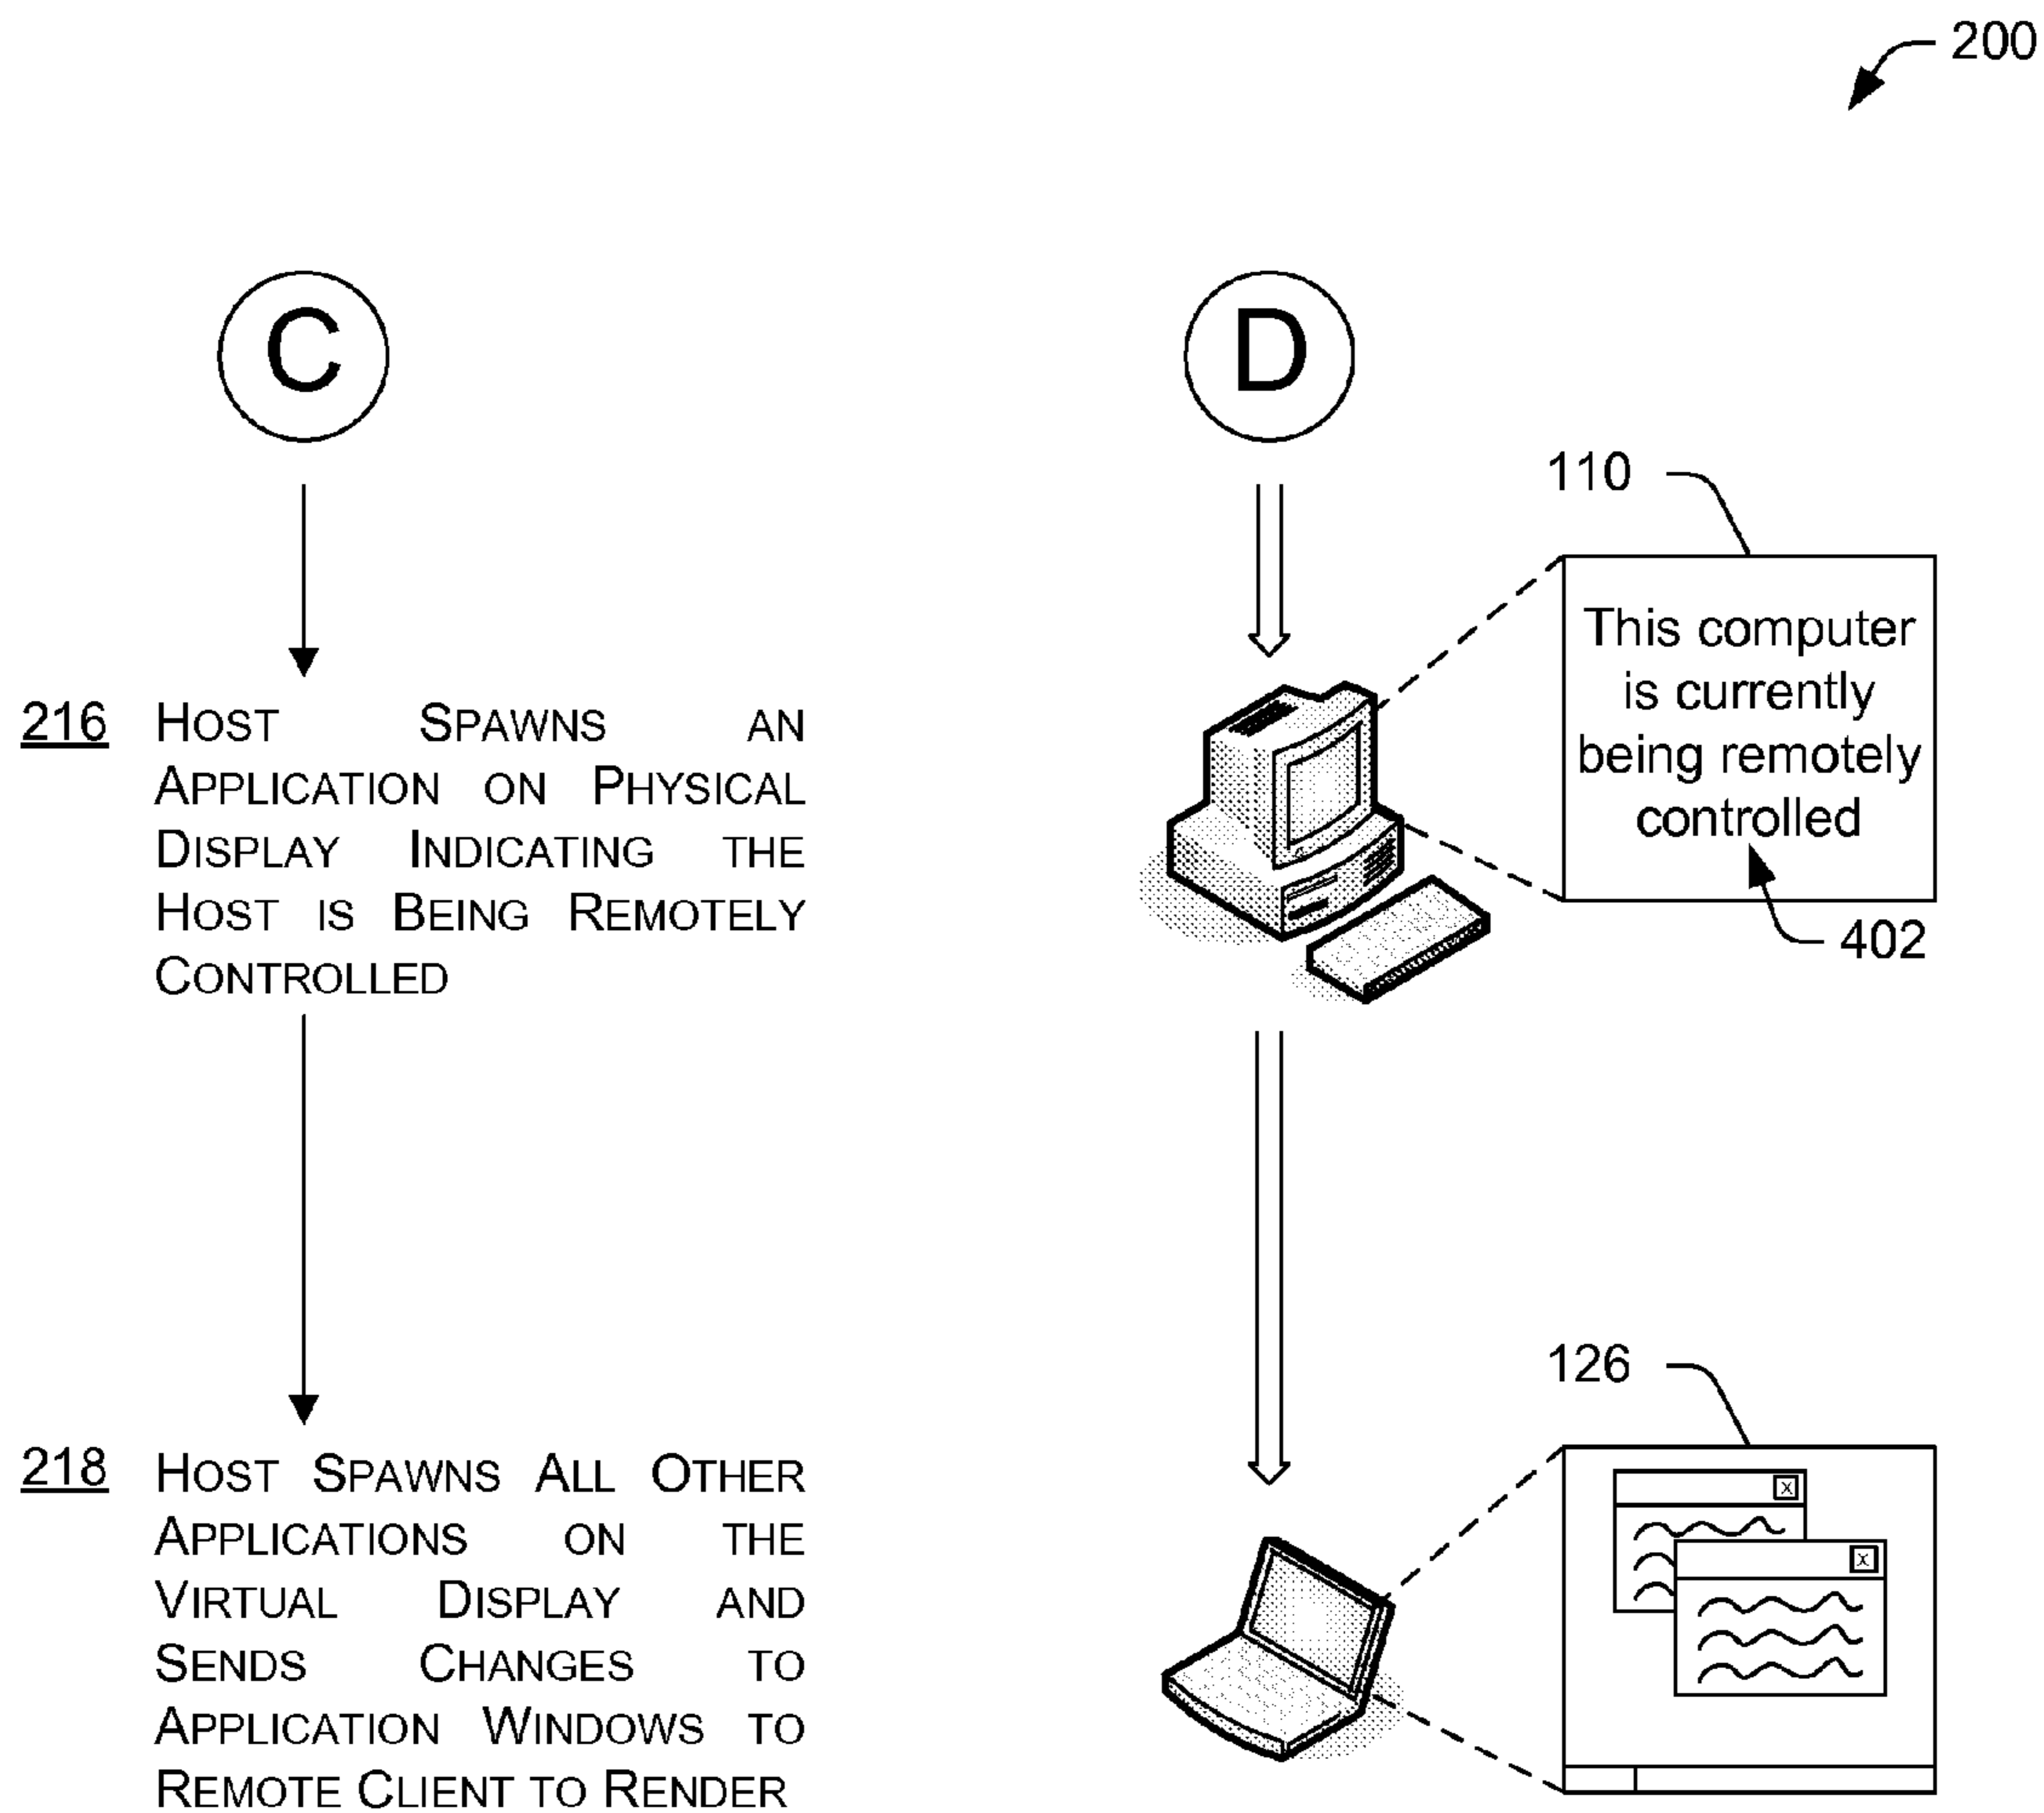 200
C
D
110
This computer
is currently
being remotely
controlled
402
216 HOST SPAWNS AN
APPLICATION ON PHYSICAL
DISPLAY INDICATING THE
HOST IS BEING REMOTELY
CONTROLLED
126
x
x
218 HOST SPAWNS ALL OTHER
APPLICATIONS ON THE
VIRTUAL DISPLAY AND
SENDS CHANGES TO
APPLICATION WINDOWS TO
REMOTE CLIENT TO RENDER